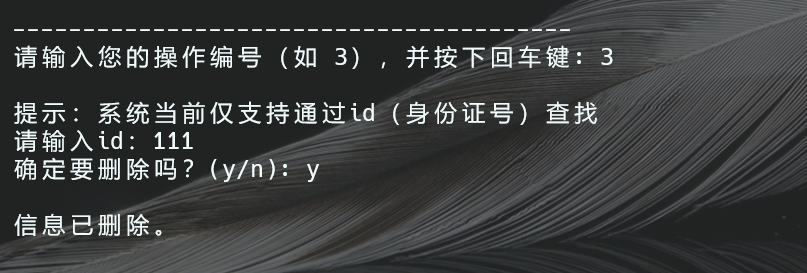 ----------------------------------------
请输入您的操作编号（如 3），并按下回车键：3
提示：系统当前仅支持通过id（身份证号）查找
请输入id：111
确定要删除吗？(y/n)：y
信息已删除。